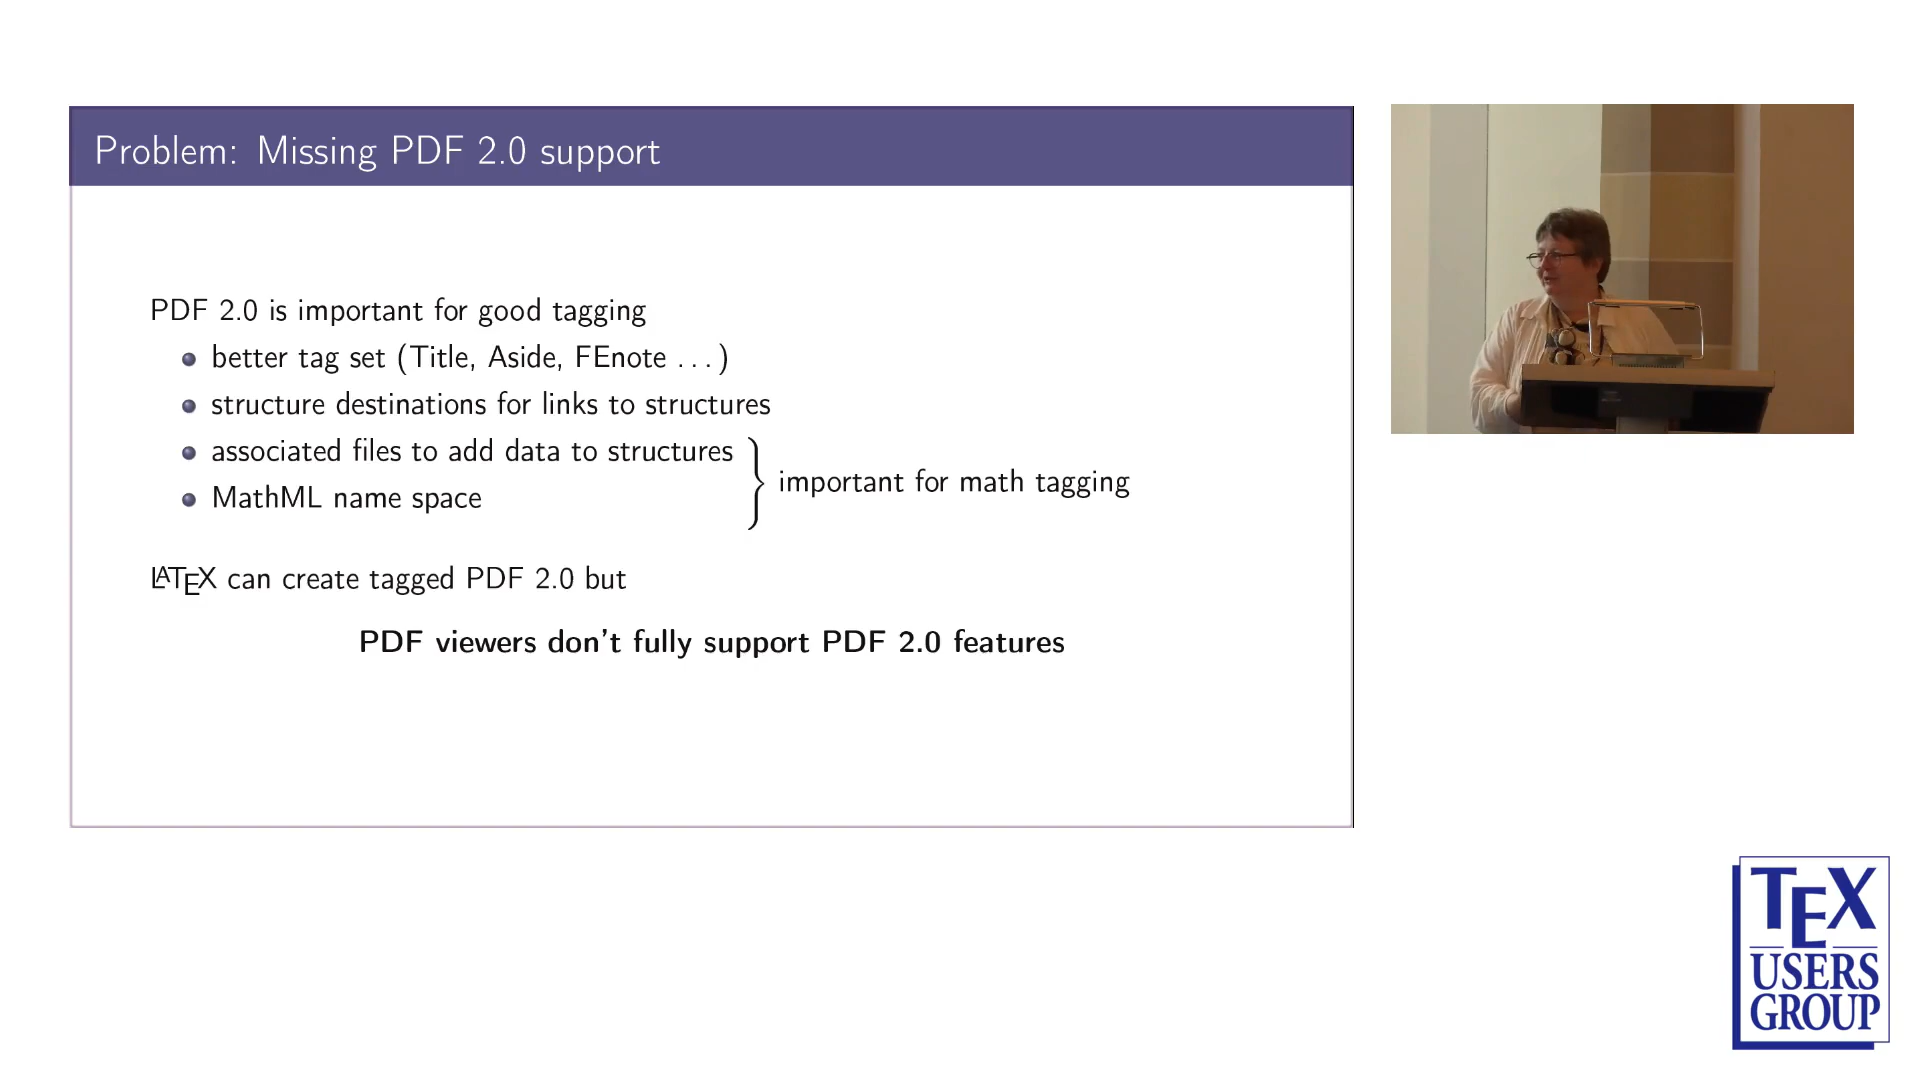 Problem: Missing PDF 2.0 support
PDF 2.0 is important for good tagging
better tag set (Title, Aside, FEnote . . . )
structure destinations for links to structures
associated files to add data to structures
MathML name space
important for math tagging
LATEX can create tagged PDF 2.0 but
PDF viewers don't fully support PDF 2.0 features
TEX
USERS
GROUP